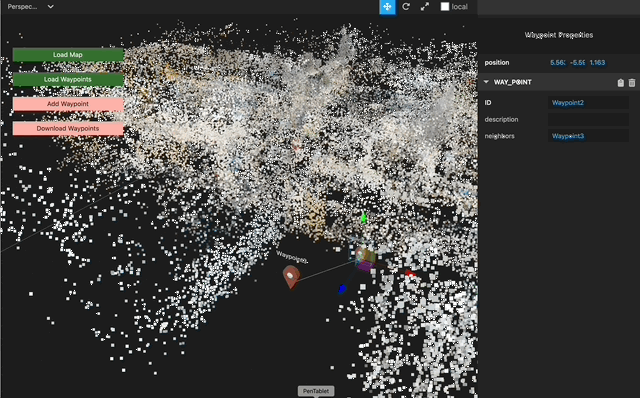 Perspec...
local
Load Map
Load Waypoints
Add Waypoint
Download Waypoints
Waypoint Properties
position 5.56: -5.5! 1.163
WAY_POINT
ID Waypoint2
description
neighbors Waypoint3
PenTablet